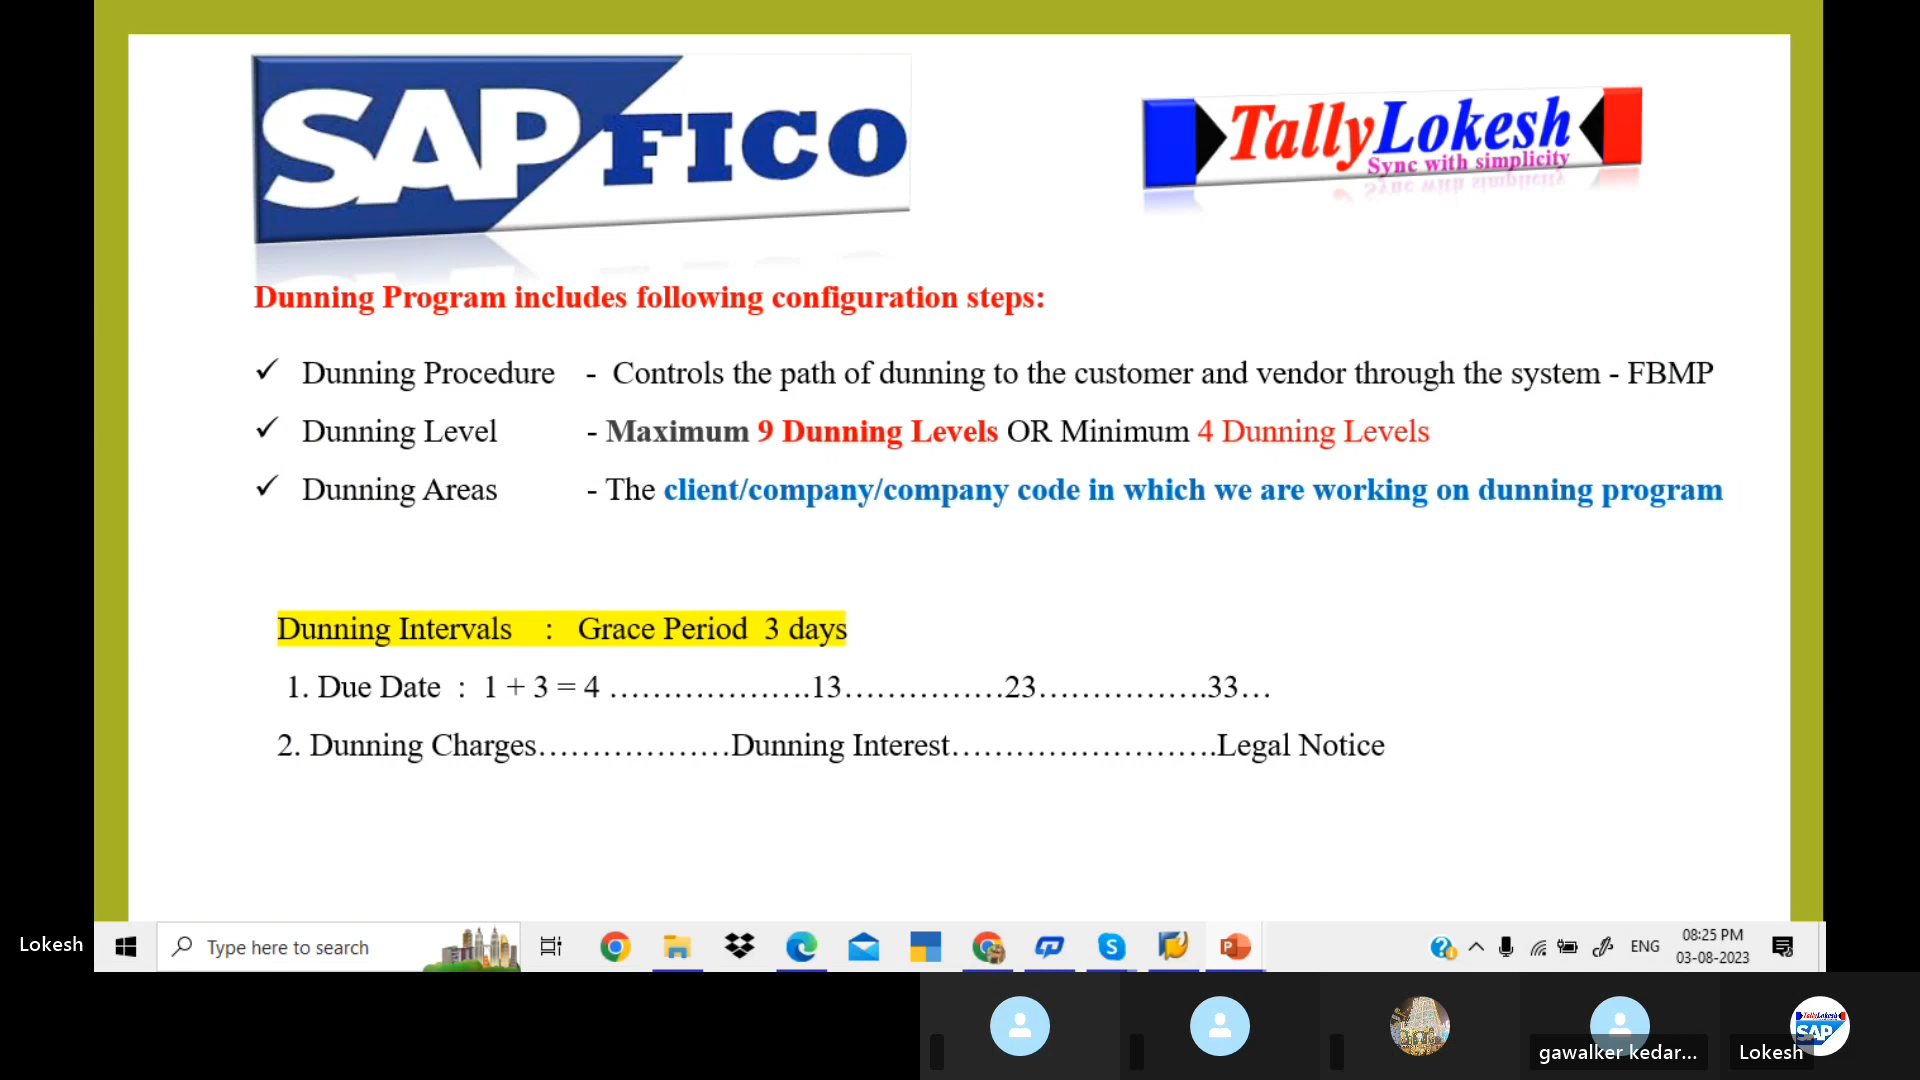 SAP FICO
TallyLokesh
Sync with simplicity
Dunning Program includes following configuration steps:
✓ Dunning Procedure - Controls the path of dunning to the customer and vendor through the system - FBMP
✓ Dunning Level - Maximum 9 Dunning Levels OR Minimum 4 Dunning Levels
✓ Dunning Areas - The client/company/company code in which we are working on dunning program
Dunning Intervals : Grace Period 3 days
1. Due Date : 1 + 3 = 4 ………………….13…………….23……………….33…
2. Dunning Charges………………Dunning Interest……………………….Legal Notice
Lokesh
Type here to search
ENG
08:25 PM
03-08-2023
gawalker kedar...
Lokesh
TallyLokesh
SAP